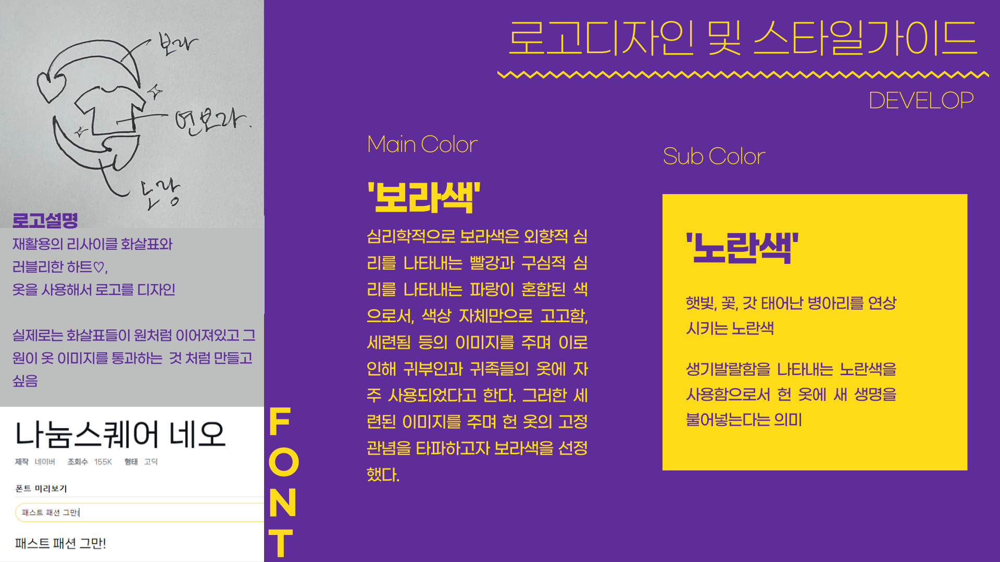 로고디자인 및 스타일가이드
DEVELOP
보라
연보라.
노랑
로고설명
재활용의 리사이클 화살표와
러블리한 하트♡,
옷을 사용해서 로고를 디자인
실제로는 화살표들이 원처럼 이어져있고 그
원이 옷 이미지를 통과하는 것 처럼 만들고
싶음
나눔스퀘어 네오
제작 네이버 조회수 155K 형태 고딕
폰트 미리보기
패스트 패션 그만!
패스트 패션 그만!
FONT
Main Color
'보라색'
심리학적으로 보라색은 외향적 심
리를 나타내는 빨강과 구심적 심
리를 나타내는 파랑이 혼합된 색
으로서, 색상 자체만으로 고고함,
세련됨 등의 이미지를 주며 이로
인해 귀부인과 귀족들의 옷에 자
주 사용되었다고 한다. 그러한 세
련된 이미지를 주며 헌 옷의 고정
관념을 타파하고자 보라색을 선정
했다.
Sub Color
'노란색'
햇빛, 꽃, 갓 태어난 병아리를 연상
시키는 노란색
생기발랄함을 나타내는 노란색을
사용함으로서 헌 옷에 새 생명을
불어넣는다는 의미